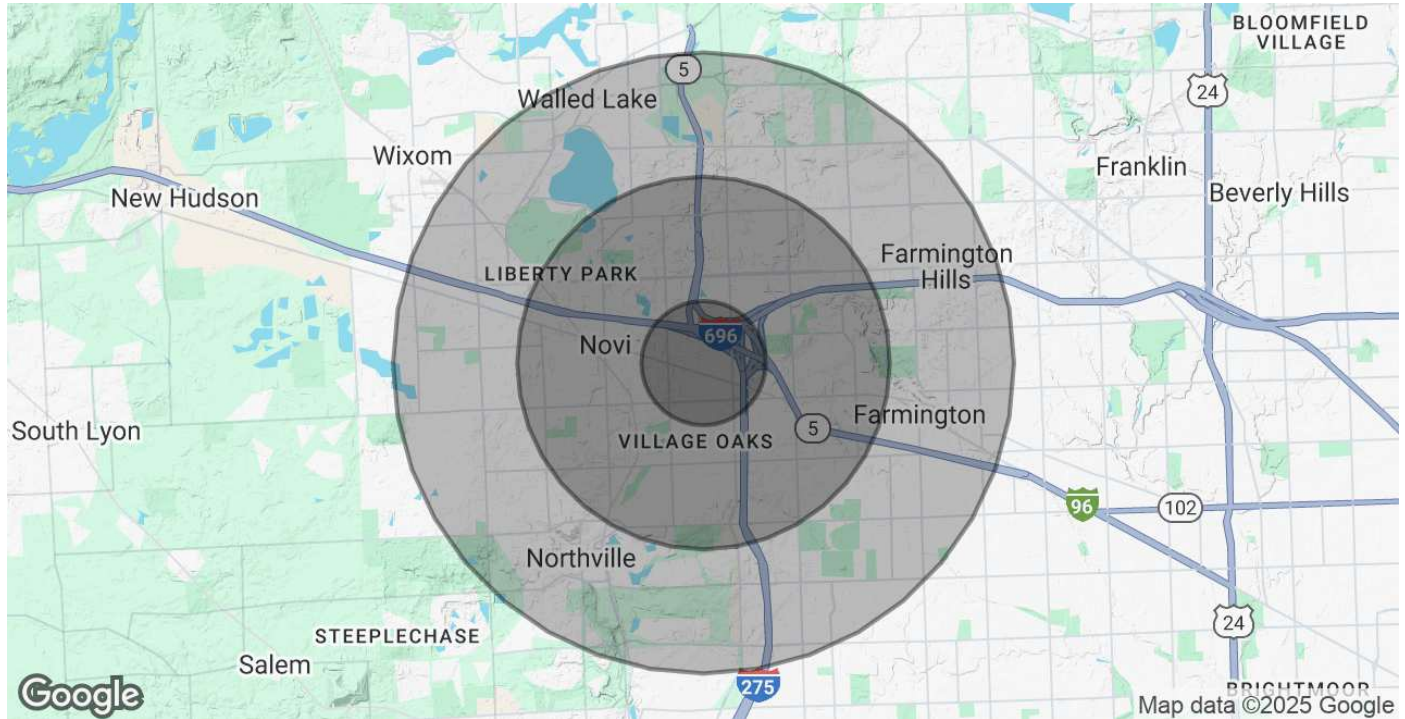 BLOOMFIELD
VILLAGE
5
24
Walled Lake
Wixom
Franklin
New Hudson
Beverly Hills
Farmington
Hills
LIBERTY PARK
696
Novi
Farmington
South Lyon
5
VILLAGE OAKS
96
102
Northville
24
STEEPLECHASE
Salem
275
BRIGHTMOOR
Google
Map data ©2025 Google